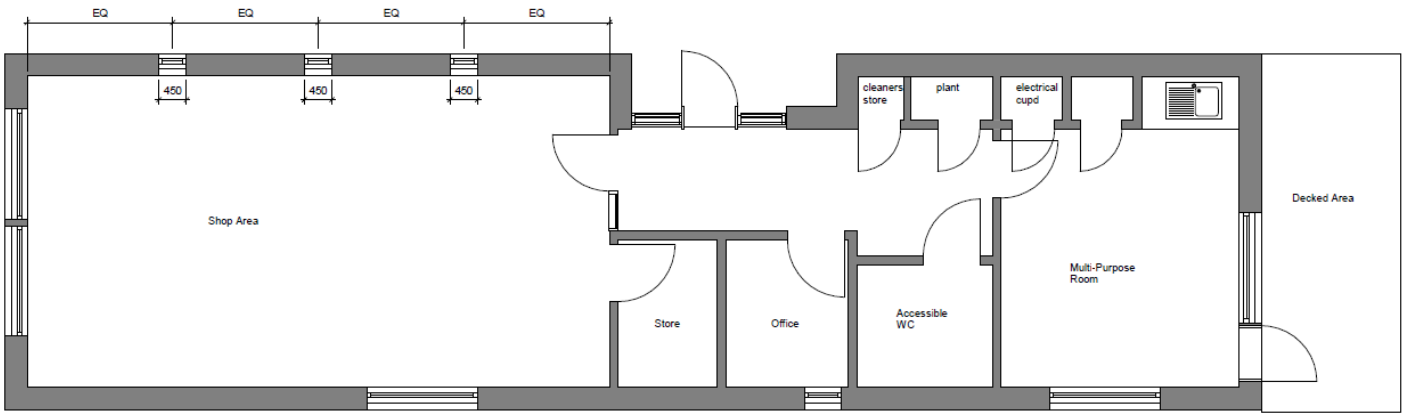 EQ
EQ
EQ
EQ
450
450
450
cleaners
store
plant
electrical
cupd
Shop Area
Decked Area
Multi-Purpose
Room
Store
Office
Accessible
WC